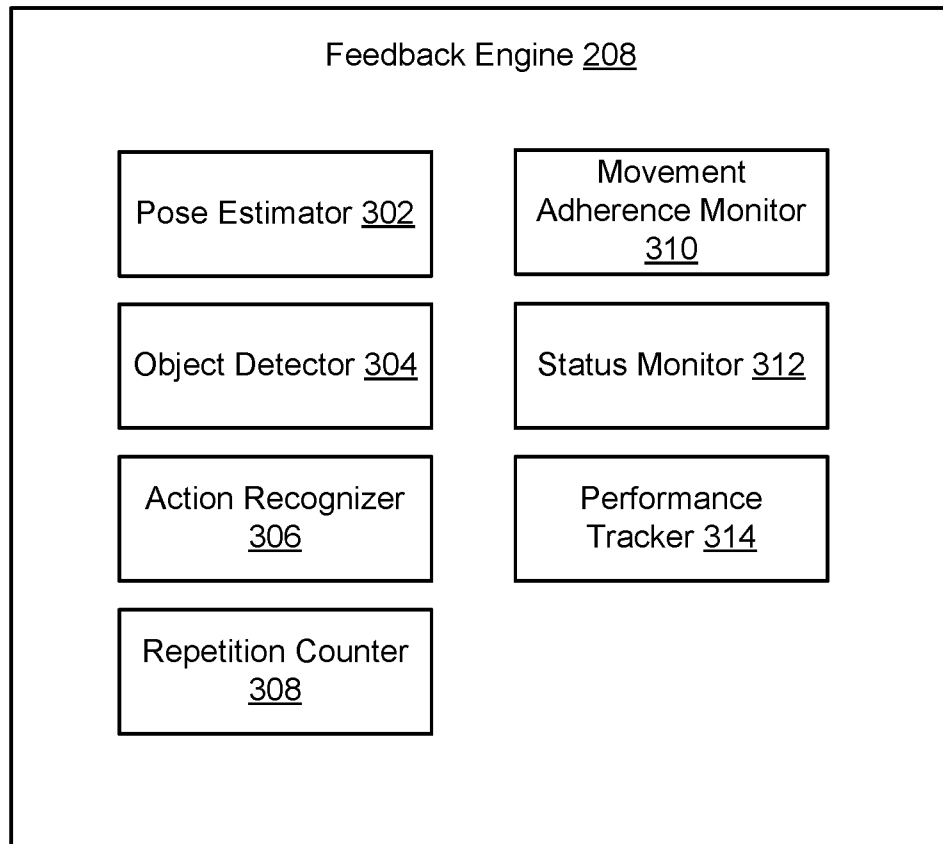 Feedback Engine 208
Pose Estimator 302
Object Detector 304
Action Recognizer
306
Repetition Counter
308
Movement
Adherence Monitor
310
Status Monitor 312
Performance
Tracker 314